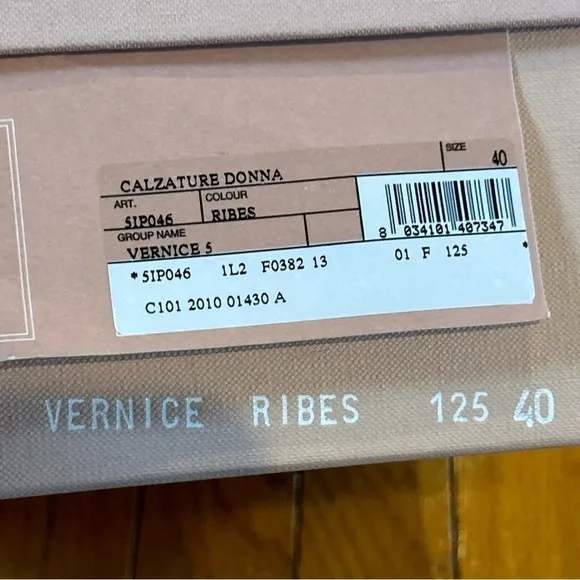 CALZATURE DONNA
SIZE 40
ART. 5IP046
COLOUR RIBES
GROUP NAME
VERNICE 5
8 034101 407347
*5IP046 1L2 F0382 13 01 F 125 *
C101 2010 01430 A
VERNICE RIBES 125 40